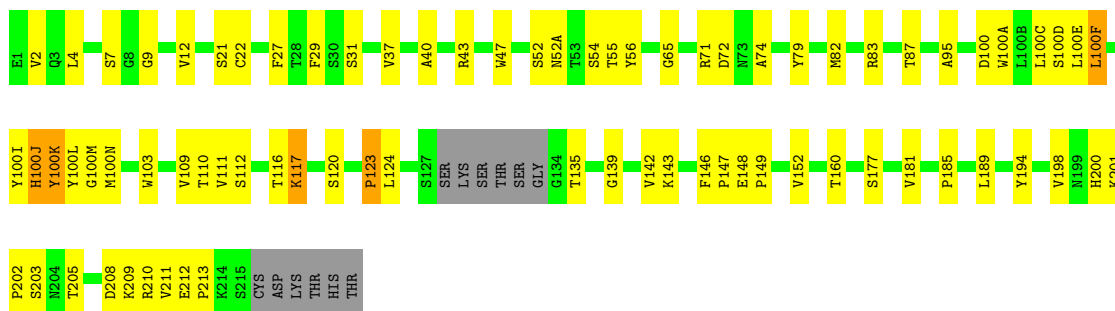 E1 V2 Q3 L4 S7 G8 G9 V12 S21 C22 F27 T28 F29 S30 S31 V37 A40 R43 W47 S52 N52A T53 S54 T55 Y56 G65 R71 D72 N73 A74 Y79 M82 R83 T87 A95 D100 W100A L100B L100C S100D L100E L100F
Y100I H100J Y100K Y100L G100M M100N W103 V109 T110 V111 S112 T116 K117 S120 P123 L124 S127 SER LYS SER THR SER GLY G134 T135 G139 V142 K143 F146 P147 E148 P149 V152 T160 S177 V181 P185 L189 Y194 V198 N199 H200 K201
P202 S203 N204 T205 D208 K209 R210 V211 E212 P213 K214 S215 CYS ASP LYS THR HIS THR